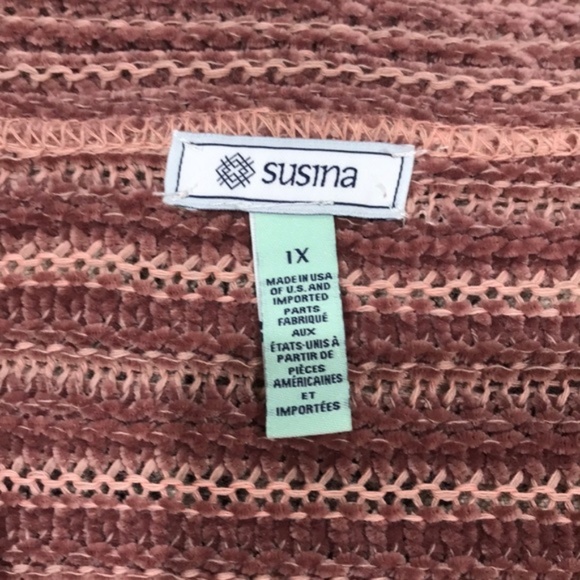 susina
1X
MADE IN USA
OF U.S. AND
IMPORTED
PARTS
FABRIQUÉ
AUX
ÉTATS-UNIS À
PARTIR DE
PIÈCES
AMÉRICAINES
ET
IMPORTÉES